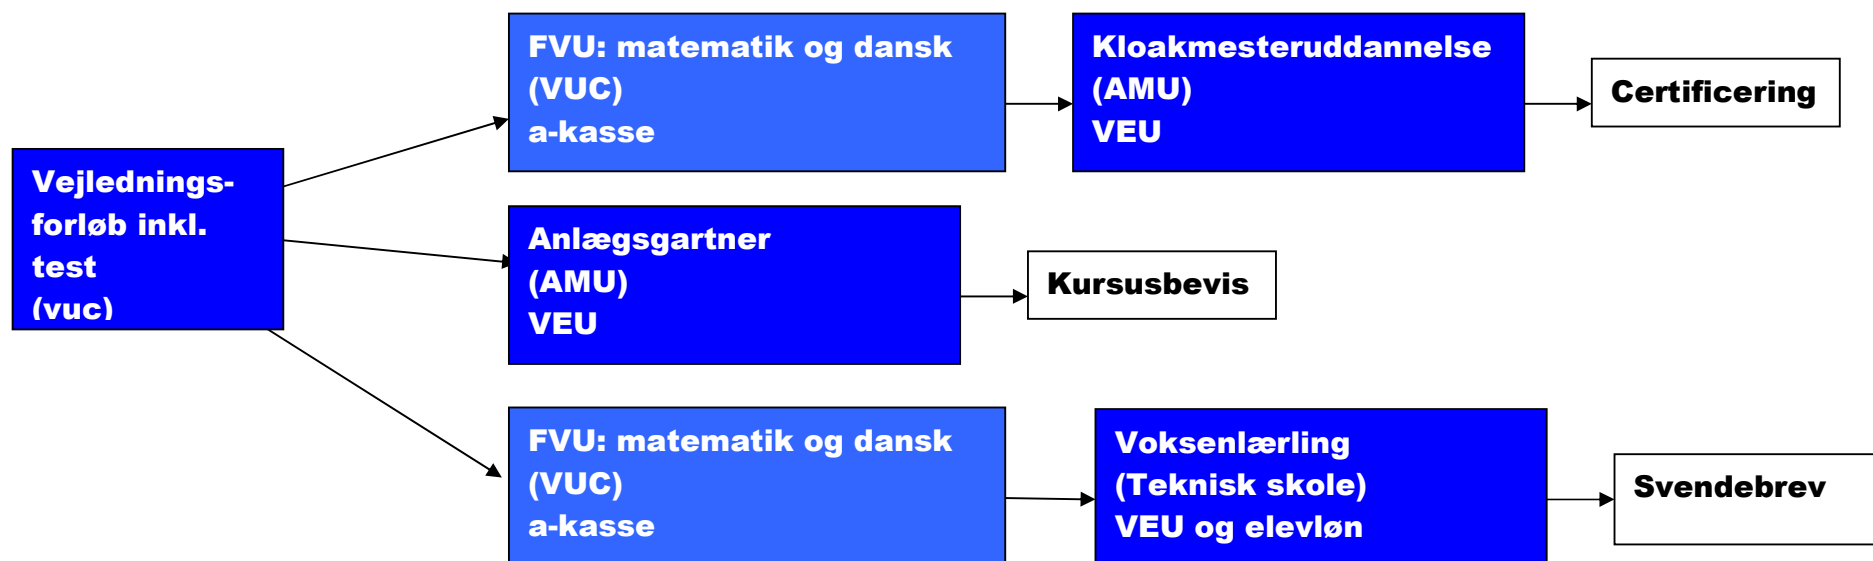 Vejlednings-
forløb inkl.
test
(vuc)
FVU: matematik og dansk
(VUC)
a-kasse
Kloakmesteruddannelse
(AMU)
VEU
Certificering
Anlægsgartner
(AMU)
VEU
Kursusbevis
FVU: matematik og dansk
(VUC)
a-kasse
Voksenlærling
(Teknisk skole)
VEU og elevløn
Svendebrev